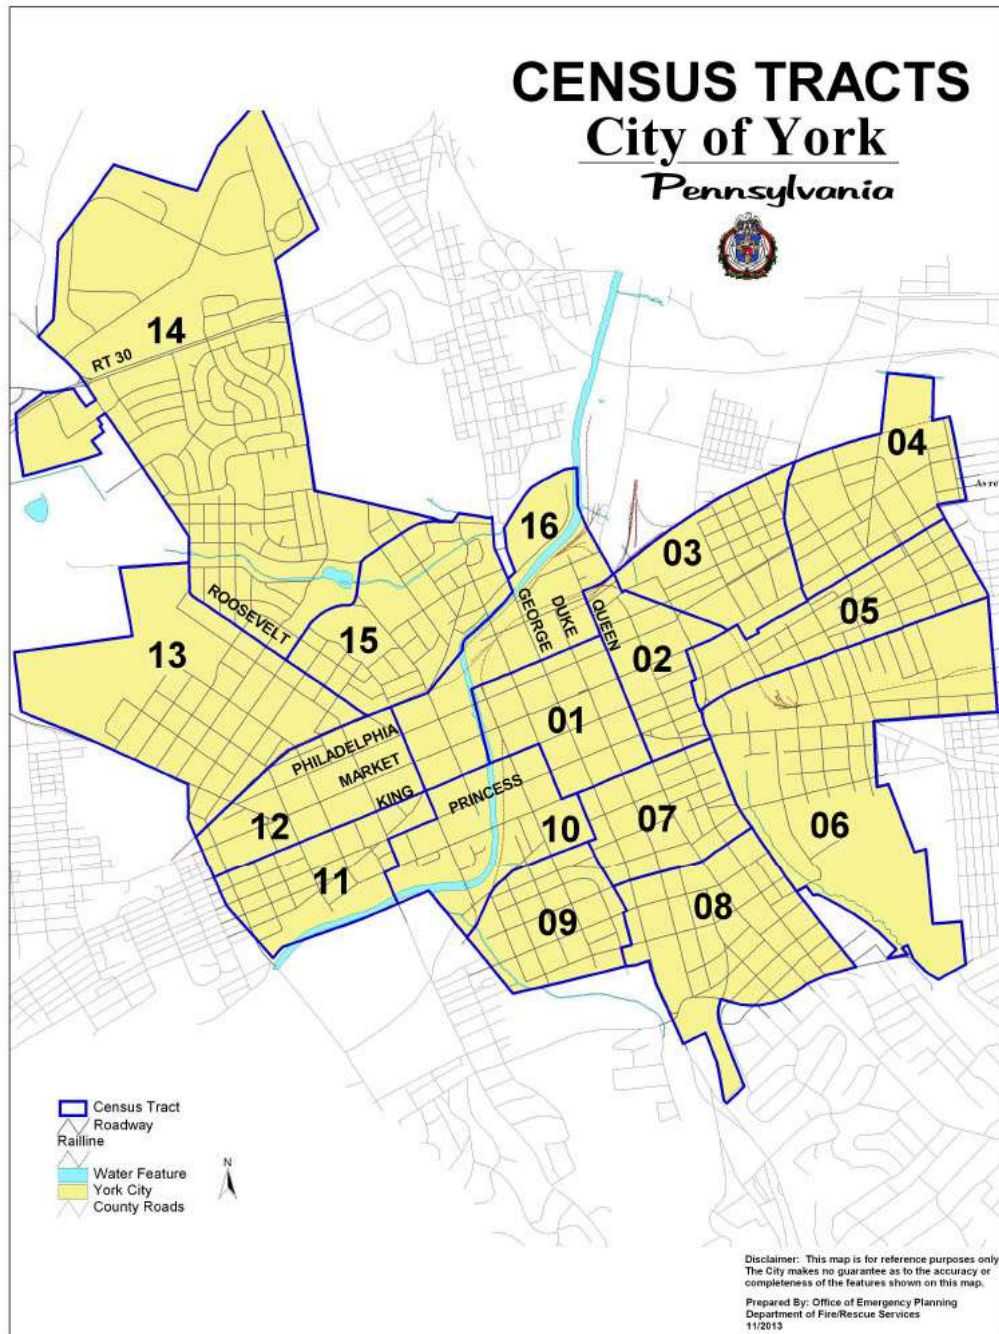 CENSUS TRACTS
City of York
Pennsylvania
14
RT 30
04
16
03
ROOSEVELT
GEORGE
DUKE
QUEEN
05
13
15
02
01
PHILADELPHIA
MARKET
KING
PRINCESS
12
10
07
06
11
09
08
Census Tract
Roadway
Railline
Water Feature
York City
County Roads
N
Disclaimer: This map is for reference purposes only
The City makes no guarantee as to the accuracy or
completeness of the features shown on this map.
Prepared By: Office of Emergency Planning
Department of Fire/Rescue Services
11/2013